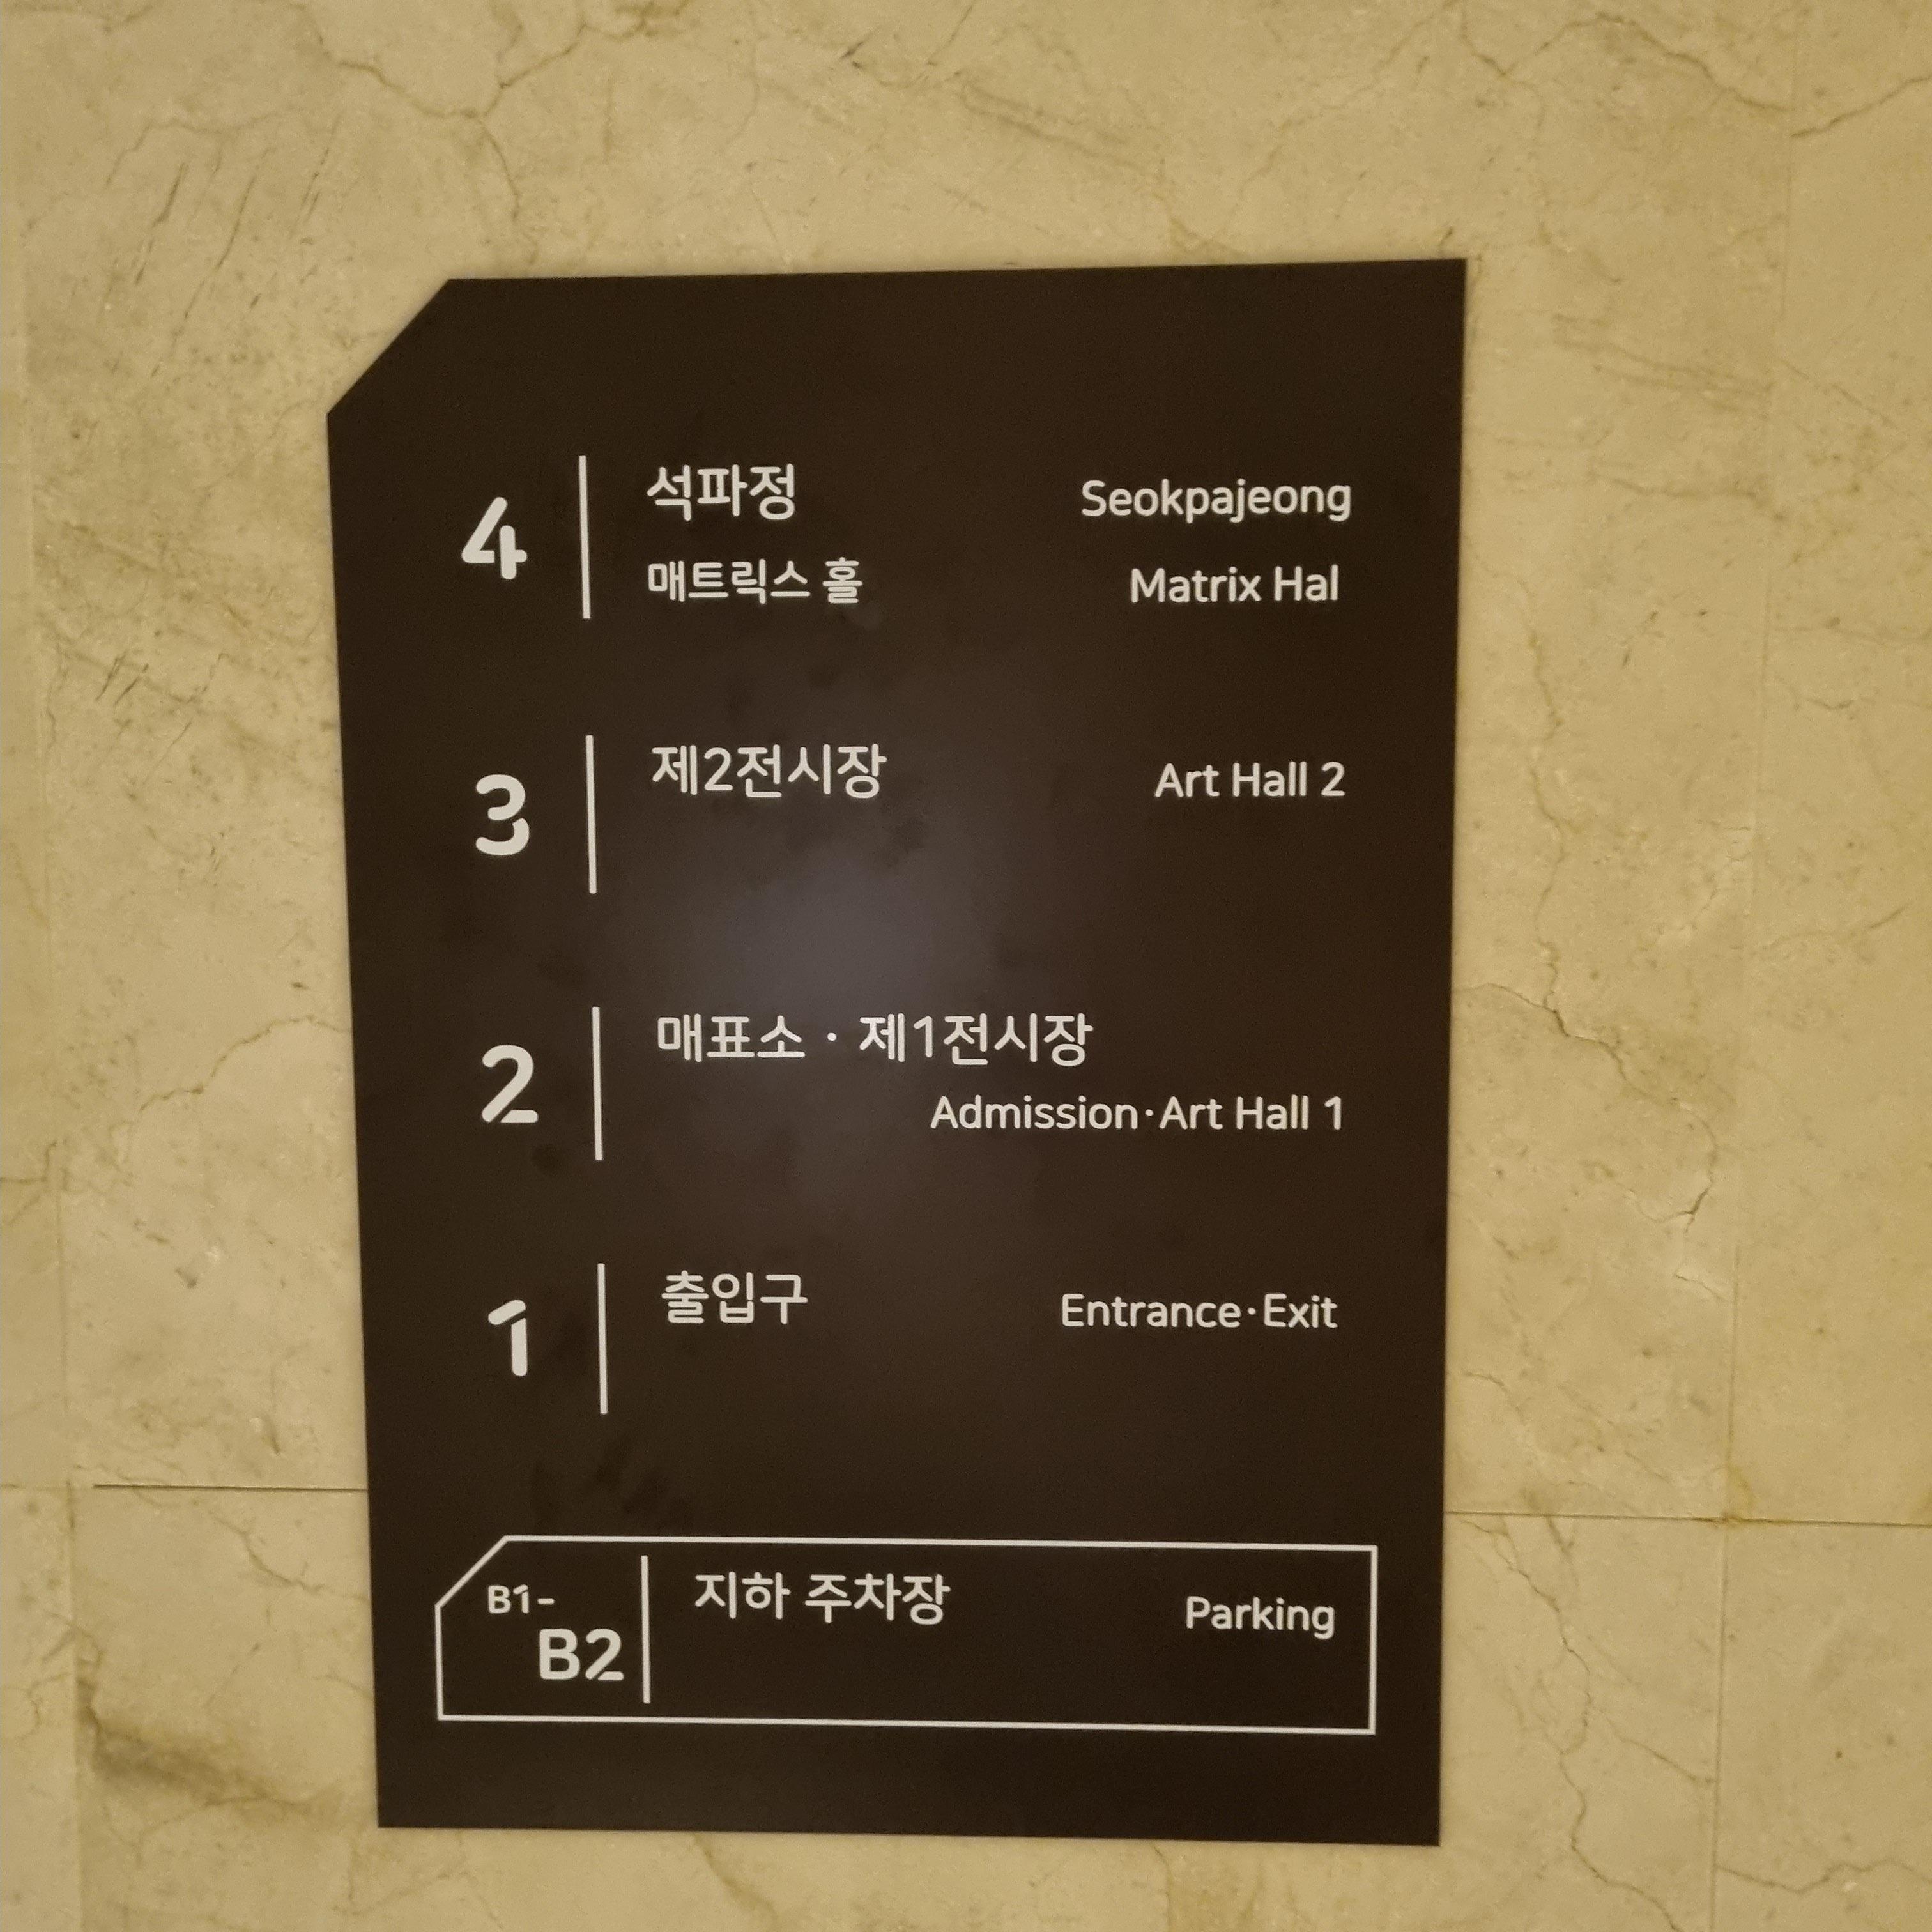 4 석파정 Seokpajeong
매트릭스 홀 Matrix Hal
3 제2전시장 Art Hall 2
2 매표소 · 제1전시장
Admission·Art Hall 1
1 출입구 Entrance·Exit
B1-
B2 지하 주차장 Parking